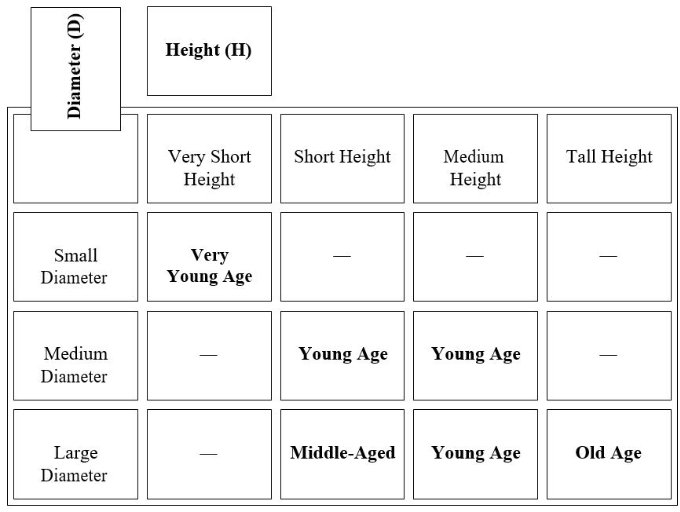 Diameter (D)
Height (H)
Very Short
Height
Short Height
Medium
Height
Tall Height
Small
Diameter
Very
Young Age
—
—
—
Medium
Diameter
—
Young Age
Young Age
—
Large
Diameter
—
Middle-Aged
Young Age
Old Age